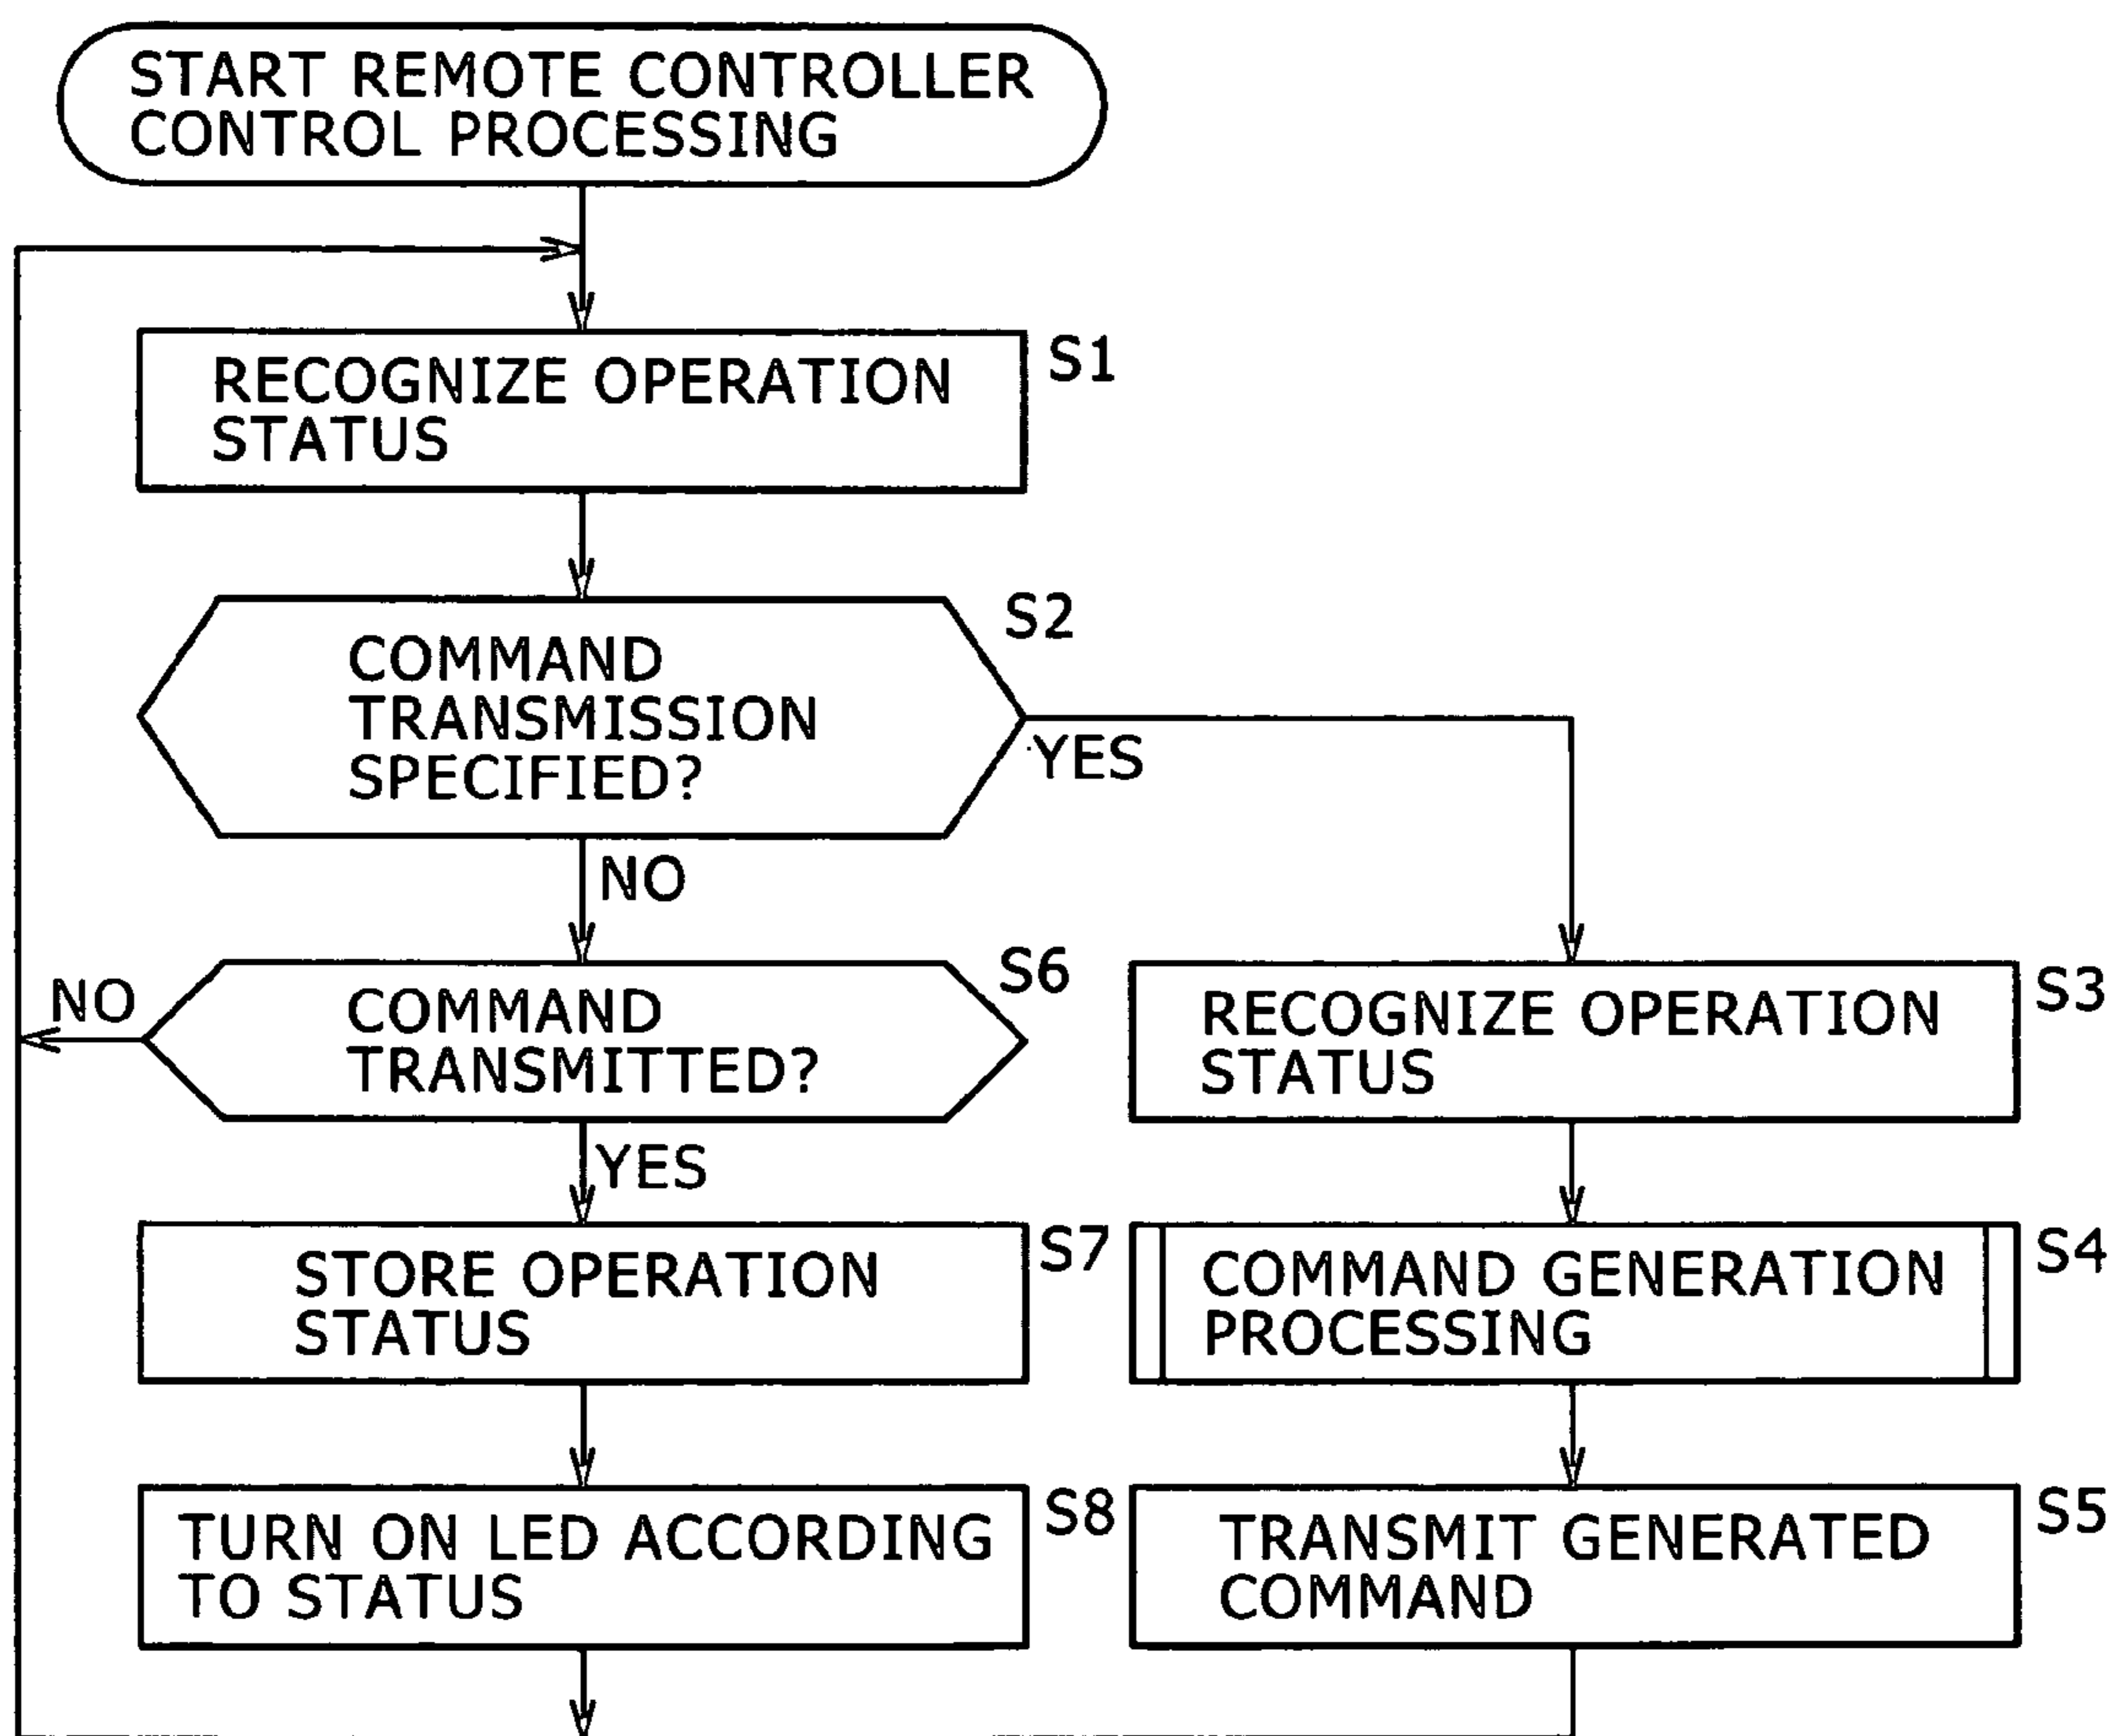 START REMOTE CONTROLLER
CONTROL PROCESSING
RECOGNIZE OPERATION
STATUS
S1
COMMAND
TRANSMISSION
SPECIFIED?
S2
YES
NO
COMMAND
TRANSMITTED?
S6
NO
YES
RECOGNIZE OPERATION
STATUS
S3
STORE OPERATION
STATUS
S7
COMMAND GENERATION
PROCESSING
S4
TURN ON LED ACCORDING
TO STATUS
S8
TRANSMIT GENERATED
COMMAND
S5